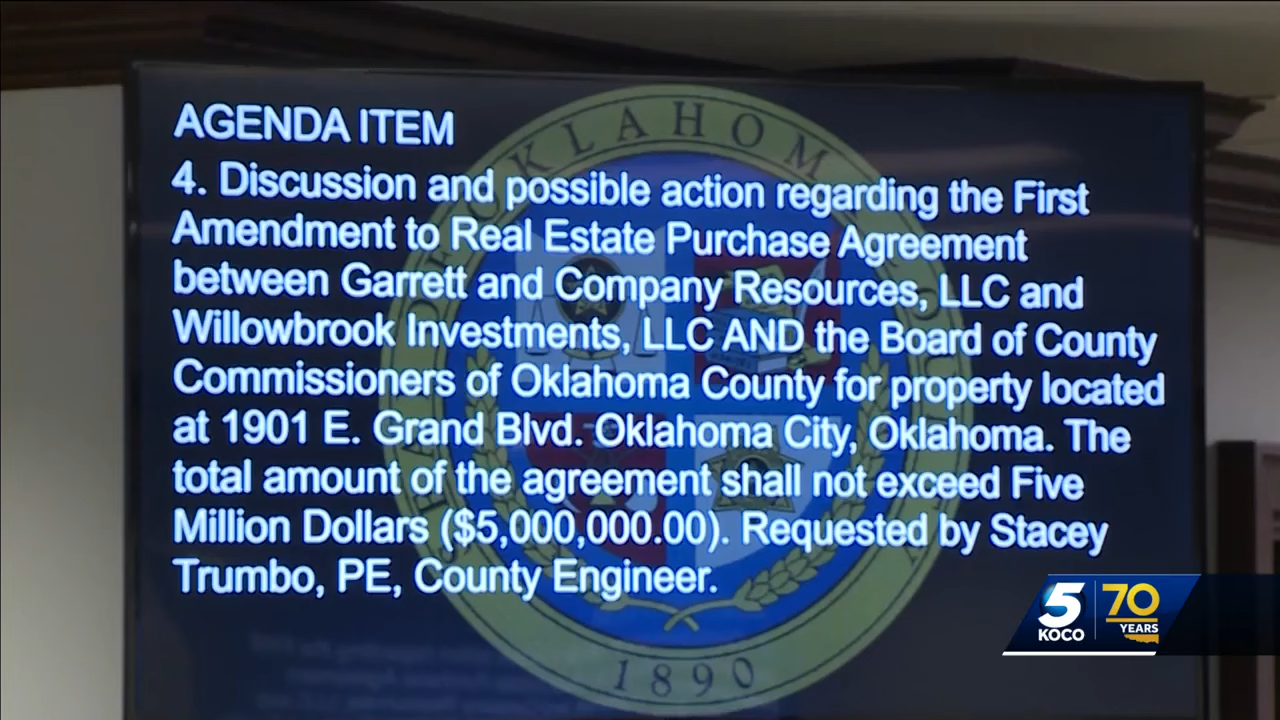 AGENDA ITEM
4. Discussion and possible action regarding the First
Amendment to Real Estate Purchase Agreement
between Garrett and Company Resources, LLC and
Willowbrook Investments, LLC AND the Board of County
Commissioners of Oklahoma County for property located
at 1901 E. Grand Blvd. Oklahoma City, Oklahoma. The
total amount of the agreement shall not exceed Five
Million Dollars ($5,000,000.00). Requested by Stacey
Trumbo, PE, County Engineer.
OKLAHOM
1890
5
KOCO
70
YEARS